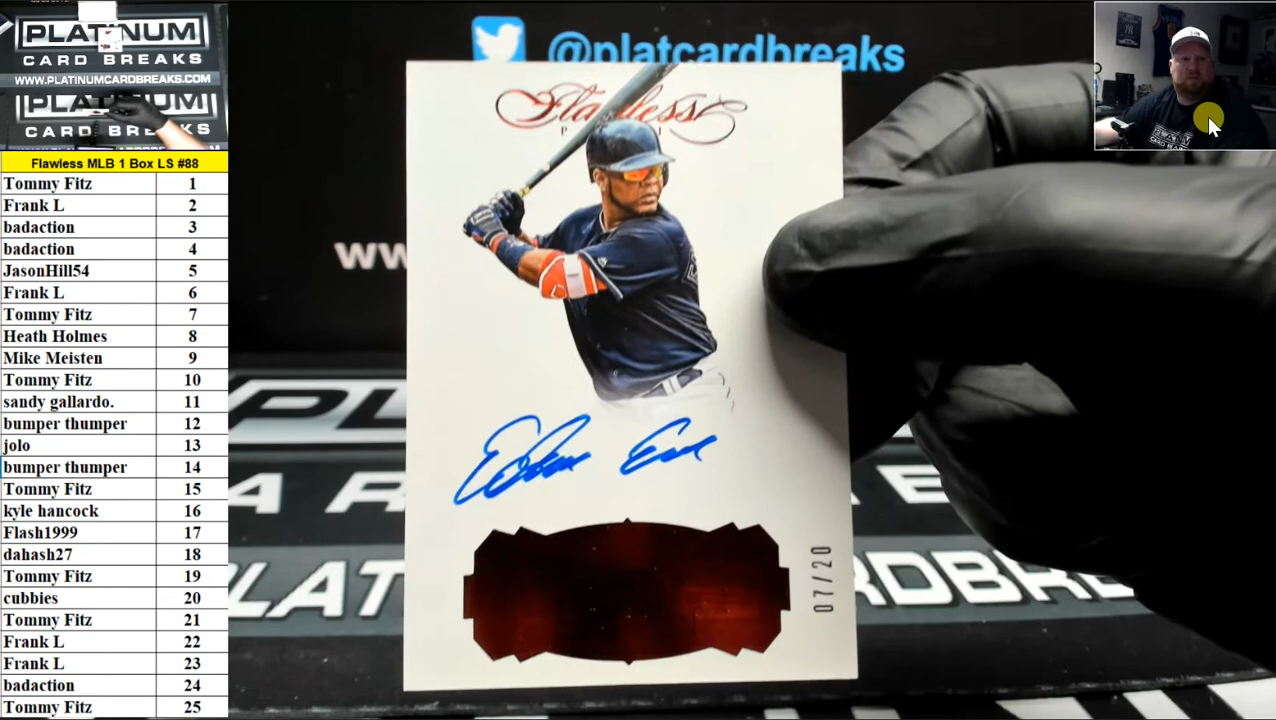 PLATINUM
CARD BREAKS
WWW.PLATINUMCARDBREAKS.COM
PLATINUM
CARD BREAKS
Flawless MLB 1 Box LS #88
Tommy Fitz 1
Frank L 2
badaction 3
badaction 4
JasonHill54 5
Frank L 6
Tommy Fitz 7
Heath Holmes 8
Mike Meisten 9
Tommy Fitz 10
sandy gallardo. 11
bumper thumper 12
jolo 13
bumper thumper 14
Tommy Fitz 15
kyle hancock 16
Flash1999 17
dahash27 18
Tommy Fitz 19
cubbies 20
Tommy Fitz 21
Frank L 22
Frank L 23
badaction 24
Tommy Fitz 25
@platcardbreaks
Flawless
07/20